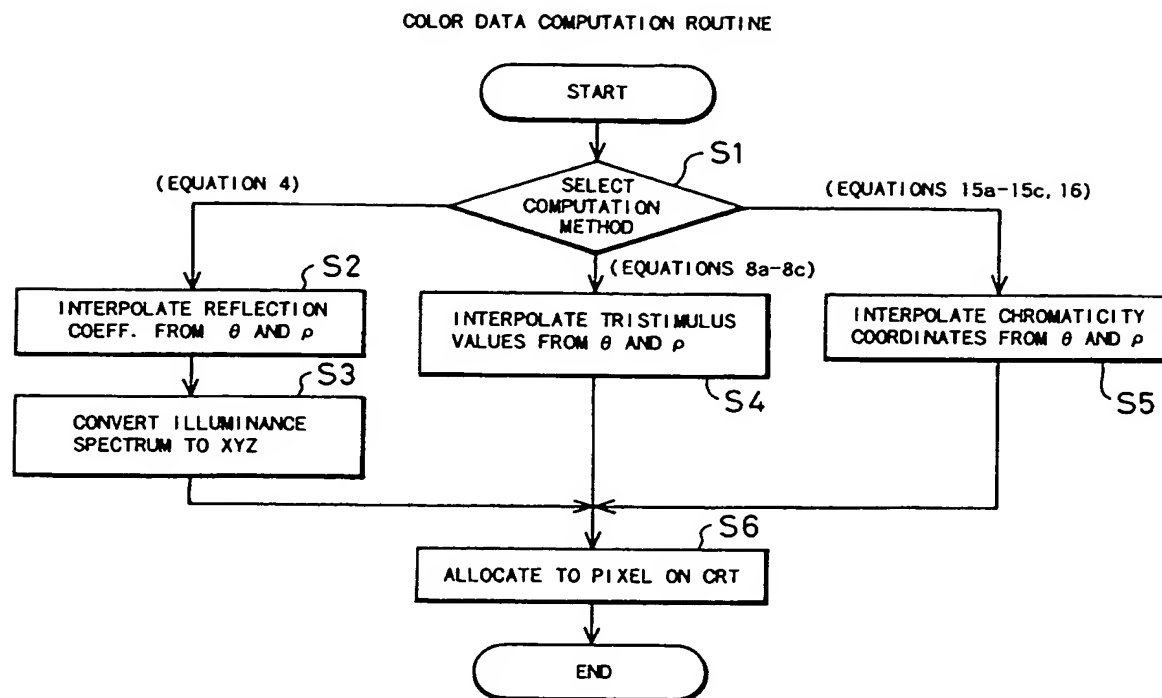 COLOR DATA COMPUTATION ROUTINE
START
S1
(EQUATION 4)
SELECT
COMPUTATION
METHOD
(EQUATIONS 15a-15c, 16)
(EQUATIONS 8a-8c)
S2
INTERPOLATE REFLECTION
COEFF. FROM θ AND ρ
INTERPOLATE TRISTIMULUS
VALUES FROM θ AND ρ
INTERPOLATE CHROMATICITY
COORDINATES FROM θ AND ρ
S3
S4
S5
CONVERT ILLUMINANCE
SPECTRUM TO XYZ
S6
ALLOCATE TO PIXEL ON CRT
END